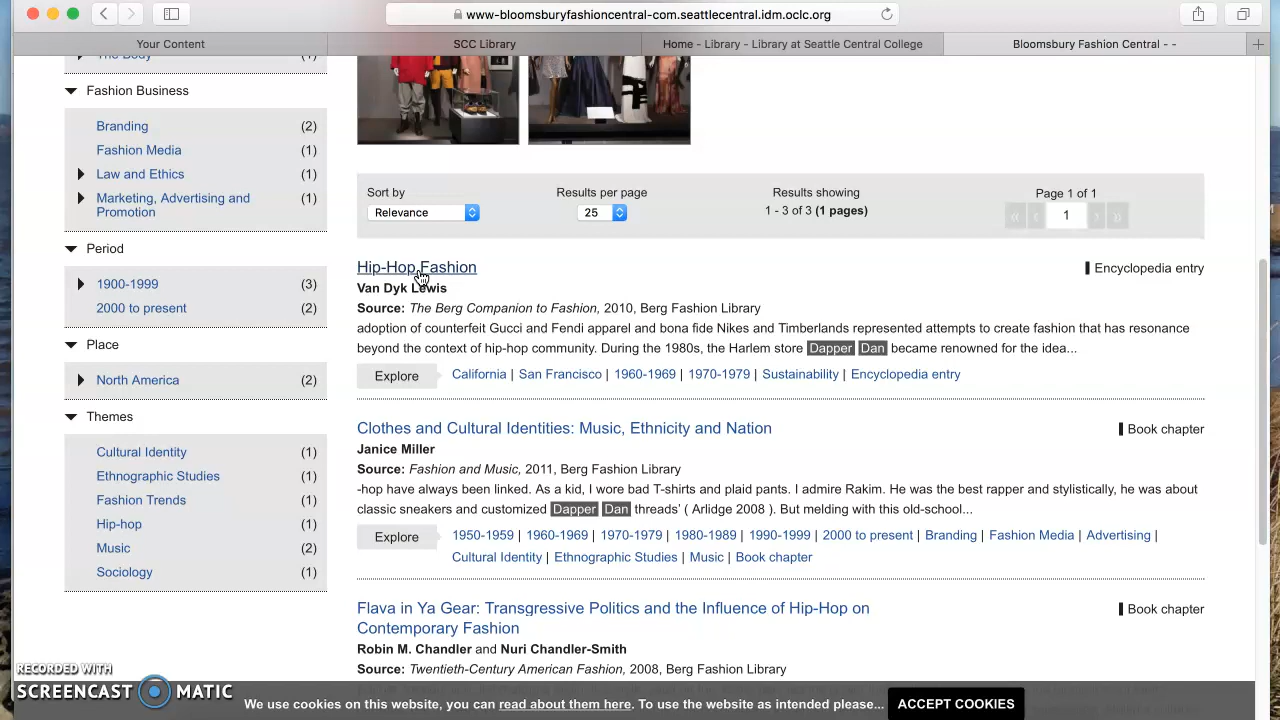 www-bloomsburyfashioncentral-com.seattlecentral.idm.oclc.org
Your Content
SCC Library
Home - Library - Library at Seattle Central College
Bloomsbury Fashion Central - -
The Body (1)
Fashion Business
Branding (2)
Fashion Media (1)
Law and Ethics (1)
Marketing, Advertising and (1)
Promotion
Period
1900-1999 (3)
2000 to present (2)
Place
North America (2)
Themes
Cultural Identity (1)
Ethnographic Studies (1)
Fashion Trends (1)
Hip-hop (1)
Music (2)
Sociology (1)
Sort by
Relevance
Results per page
25
Results showing
1 - 3 of 3 (1 pages)
Page 1 of 1
« ‹ 1 › »
Hip-Hop Fashion
Encyclopedia entry
Van Dyk Lewis
Source: The Berg Companion to Fashion, 2010, Berg Fashion Library
adoption of counterfeit Gucci and Fendi apparel and bona fide Nikes and Timberlands represented attempts to create fashion that has resonance
beyond the context of hip-hop community. During the 1980s, the Harlem store Dapper Dan became renowned for the idea...
Explore California | San Francisco | 1960-1969 | 1970-1979 | Sustainability | Encyclopedia entry
Clothes and Cultural Identities: Music, Ethnicity and Nation
Book chapter
Janice Miller
Source: Fashion and Music, 2011, Berg Fashion Library
-hop have always been linked. As a kid, I wore bad T-shirts and plaid pants. I admire Rakim. He was the best rapper and stylistically, he was about
classic sneakers and customized Dapper Dan threads' ( Arlidge 2008 ). But melding with this old-school...
Explore 1950-1959 | 1960-1969 | 1970-1979 | 1980-1989 | 1990-1999 | 2000 to present | Branding | Fashion Media | Advertising |
Cultural Identity | Ethnographic Studies | Music | Book chapter
Flava in Ya Gear: Transgressive Politics and the Influence of Hip-Hop on
Contemporary Fashion
Book chapter
Robin M. Chandler and Nuri Chandler-Smith
Source: Twentieth-Century American Fashion, 2008, Berg Fashion Library
RECORDED WITH
SCREENCAST MATIC
We use cookies on this website, you can read about them here. To use the website as intended please...
ACCEPT COOKIES